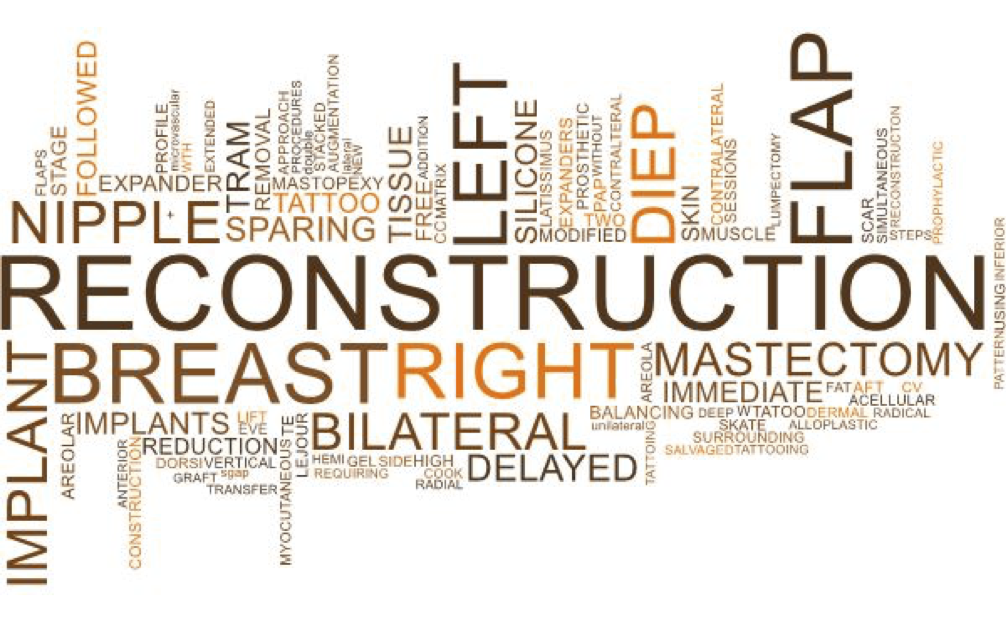 FLAPS
STAGE
FOLLOWED
EXPANDER
PROFILE
microvascular
WTH
EXTENDED
TRAM
REMOVAL
APPROACH
PROCEDURES
double
STACKED
AUGMENTATION
lateral
NEW
MASTOPEXY
TATTOO
NIPPLE
+
SPARING
TISSUE
FREE
ADDITION
CCMATRIX
LEFT
SILICONE
LATISSIMUS
EXPANDERS
PROSTHETIC
PAP
WITHOUT
TWO
CONTRALTERAL
MODIFIED
DIEP
SKIN
CONTRALATERAL
SESSIONS
MUSCLE
LUMPECTOMY
FLAP
SCAR
SIMULTANEOUS
RECONSTRUCTON
STEPS
PROPHYLACTIC
RECONSTRUCTION
PATTERN
USING
INFERIOR
IMPLANT
BREAST
RIGHT
AREOLA
MASTECTOMY
IMMEDIATE
FAT
AFT
CV
ACELLULAR
AREOLAR
IMPLANTS
LIFT
EVE
BILATERAL
BALANCING
DEEP
WTATOO
DERMAL
RADICAL
unilateral
SKATE
ALLOPLASTIC
SURROUNDING
SALVAGED
TATTOOING
TATTOING
ANTERIOR
CONSTRUCTION
REDUCTION
DORSI
VERTICAL
GRAFT
sgap
TRANSFER
MYOCUTANEOUS
TE
LEJOUR
HEMI
GEL
SIDE
HIGH
REQUIRING
COOK
RADIAL
DELAYED